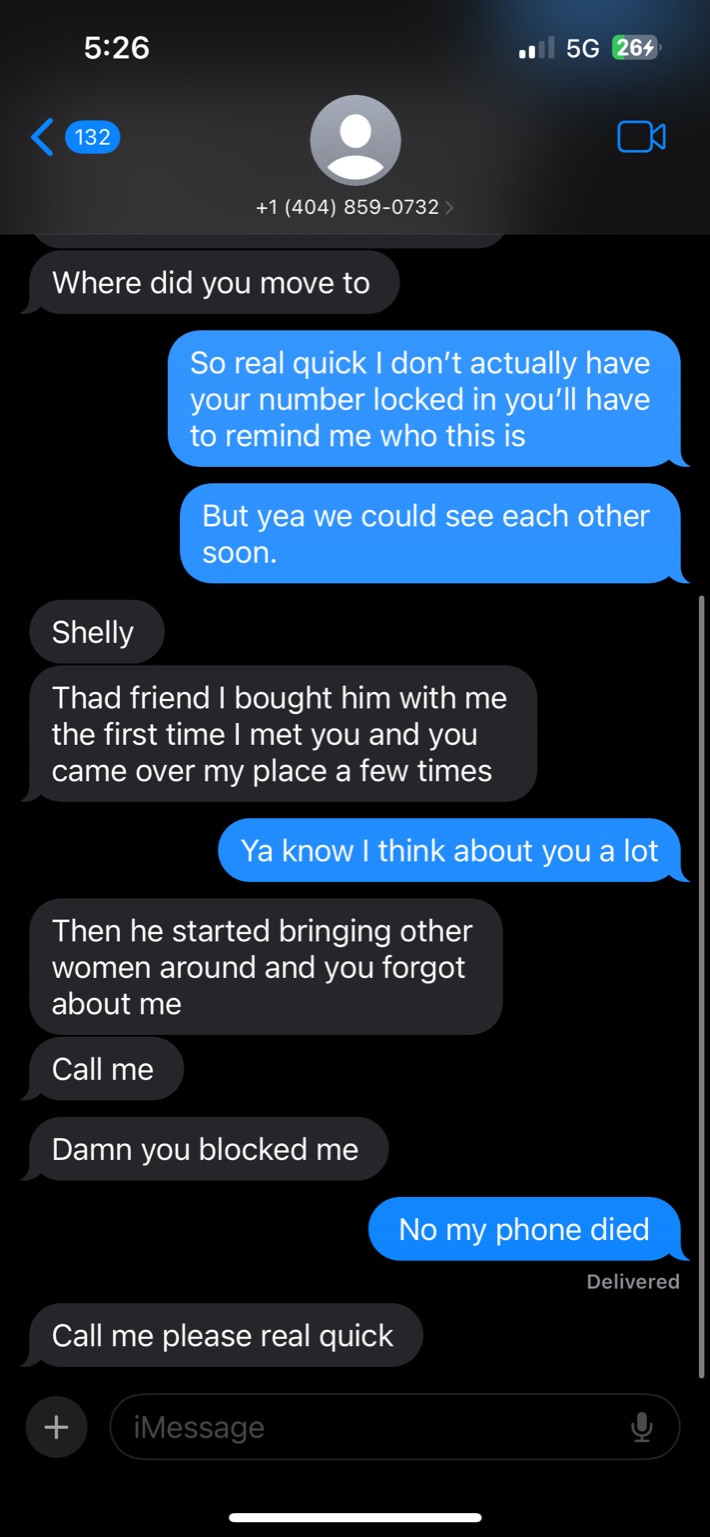 5:26
5G
26
132
+1 (404) 859-0732
Where did you move to
So real quick I don’t actually have
your number locked in you’ll have
to remind me who this is
But yea we could see each other
soon.
Shelly
Thad friend I bought him with me
the first time I met you and you
came over my place a few times
Ya know I think about you a lot
Then he started bringing other
women around and you forgot
about me
Call me
Damn you blocked me
No my phone died
Delivered
Call me please real quick
iMessage